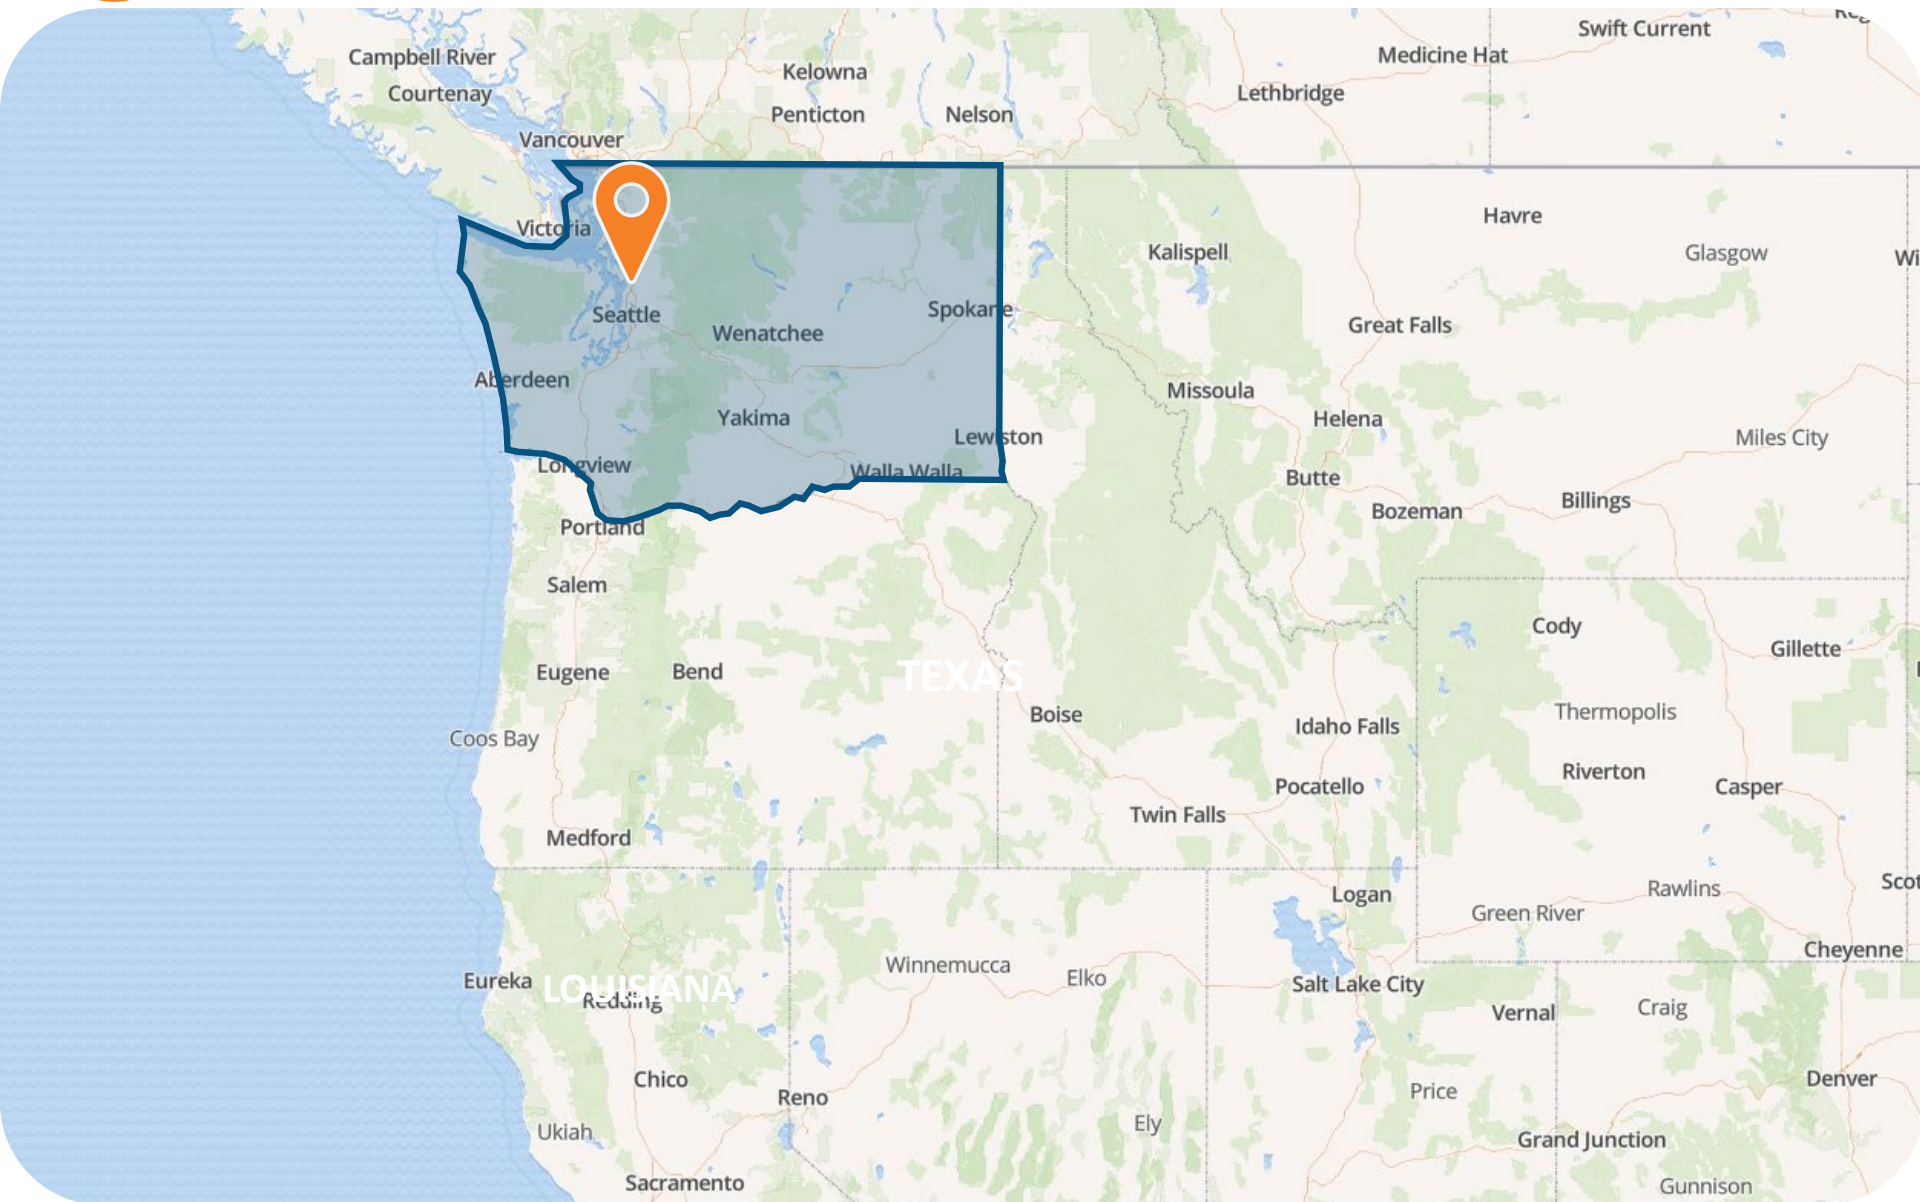 Swift Current
Campbell River
Medicine Hat
Kelowna
Courtenay
Lethbridge
Penticton
Nelson
Vancouver
Havre
Victoria
Kalispell
Glasgow
Spokane
Seattle
Great Falls
Wenatchee
Aberdeen
Missoula
Yakima
Helena
Lewiston
Miles City
Longview
Walla Walla
Butte
Billings
Bozeman
Portland
Salem
Cody
Gillette
Eugene
Bend
TEXAS
Thermopolis
Boise
Idaho Falls
Coos Bay
Riverton
Pocatello
Casper
Twin Falls
Medford
Rawlins
Logan
Green River
Cheyenne
Winnemucca
Elko
Eureka
Salt Lake City
LOUISIANA
Redding
Craig
Vernal
Chico
Denver
Price
Reno
Ely
Ukiah
Grand Junction
Sacramento
Gunnison